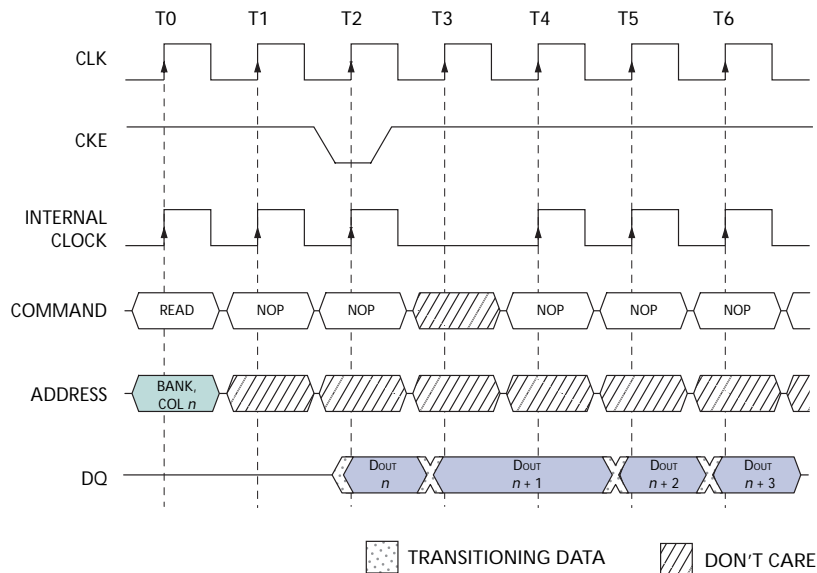 T0 T1 T2 T3 T4 T5 T6
CLK
CKE
INTERNAL
CLOCK
COMMAND READ NOP NOP NOP NOP NOP
ADDRESS BANK,
COL n
DQ DOUT DOUT DOUT DOUT
n n + 1 n + 2 n + 3
TRANSITIONING DATA DON'T CARE